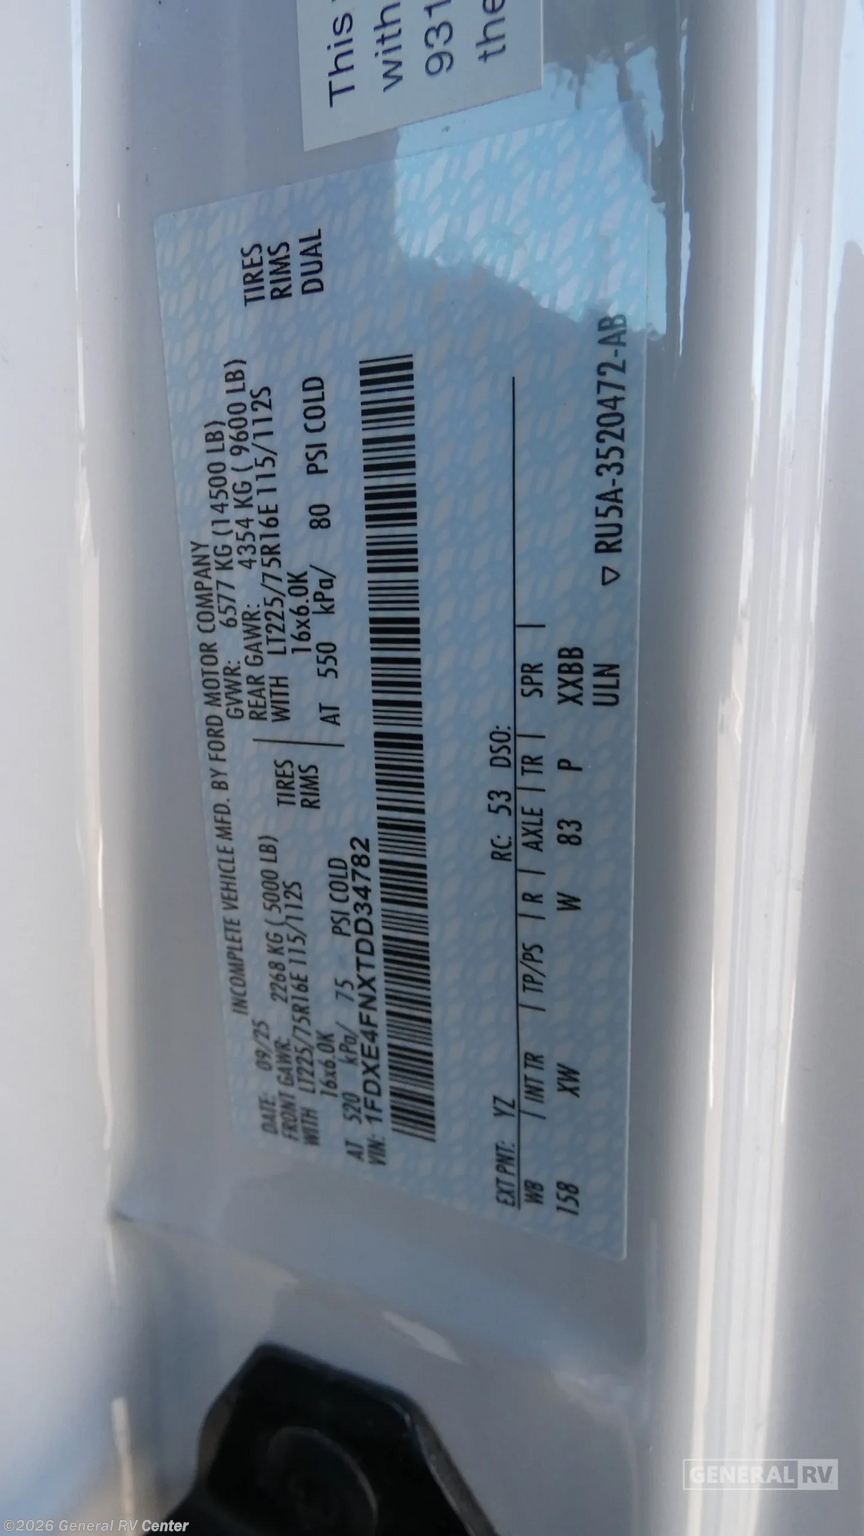 This
with
931
the
INCOMPLETE VEHICLE MFD. BY FORD MOTOR COMPANY
DATE: 09/25 GVWR: 6577 KG (14500 LB)
FRONT GAWR: 2268 KG ( 5000 LB) REAR GAWR: 4354 KG ( 9600 LB)
WITH LT225/75R16E 115/112S TIRES WITH LT225/75R16E 115/112S TIRES
16x6.0K RIMS 16x6.0K RIMS
AT 520 kPa/ 75 PSI COLD AT 550 kPa/ 80 PSI COLD DUAL
VIN: 1FDXE4FNXTDD34782
EXT PNT: YZ RC: 53 DSO:
WB | INT TR | TP/PS | R | AXLE | TR | SPR |
158 XW W 83 P XXBB
ULN
▽ RU5A-3520472-AB
GENERAL RV
©2026 General RV Center